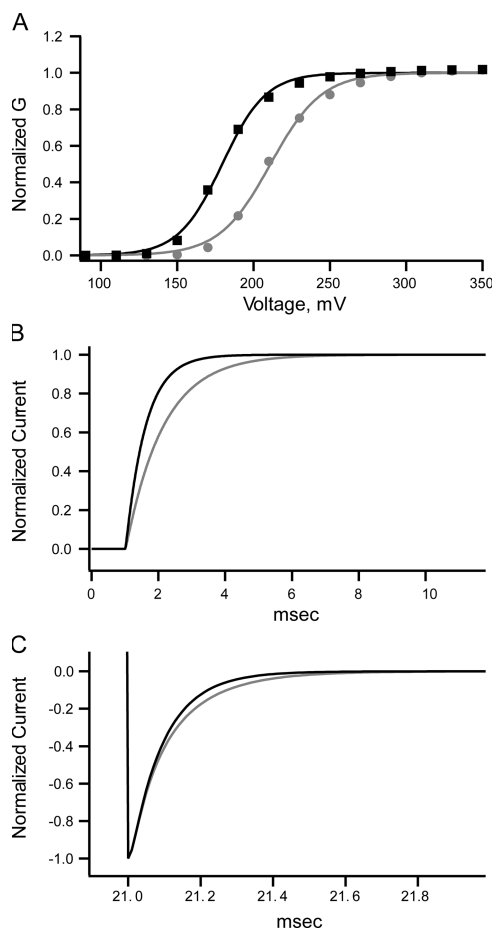 A
Normalized G
1.2
1.0
0.8
0.6
0.4
0.2
0.0
100 150 200 250 300 350
Voltage, mV
B
Normalized Current
1.0
0.8
0.6
0.4
0.2
0.0
0 2 4 6 8 10
msec
C
Normalized Current
0.0
-0.2
-0.4
-0.6
-0.8
-1.0
21.0 21.2 21.4 21.6 21.8
msec